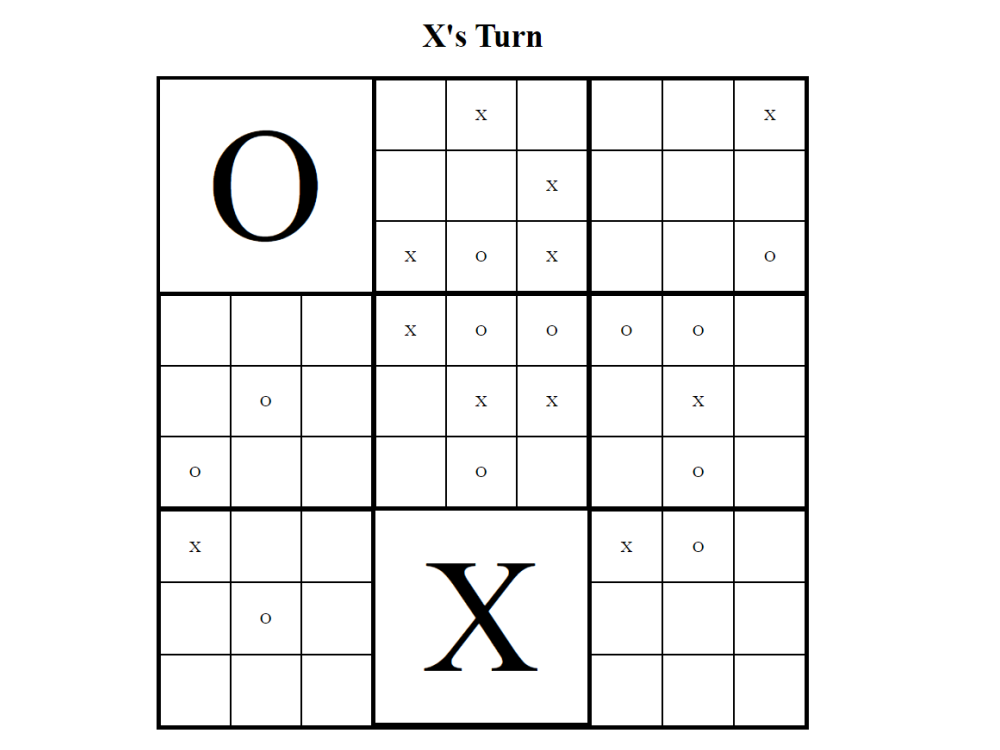 X's Turn
O
X X
X
X O X O
X O O O O
O X X X
O O O
X X O
O
X